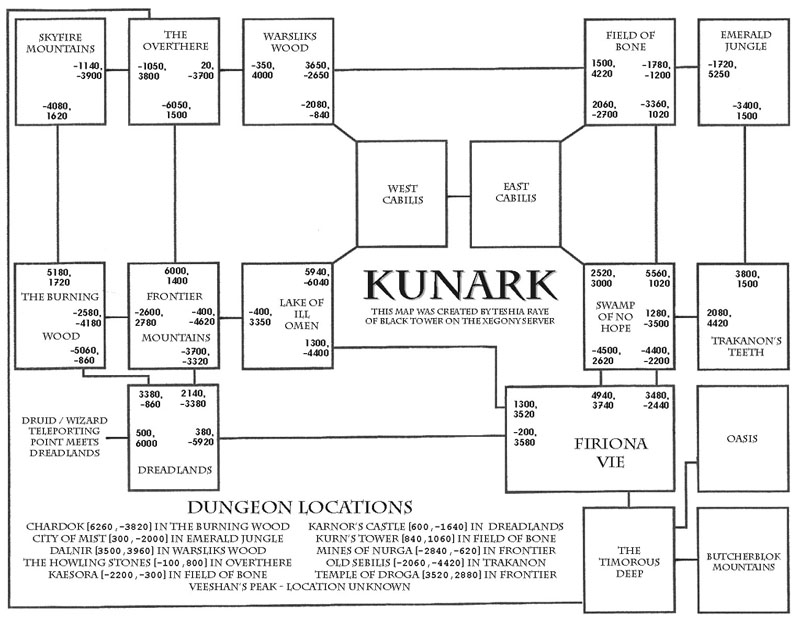 SKYFIRE
MOUNTAINS
-1140,
-3900
-4080,
1620
THE
OVERTHERE
-1050,
3800
20,
-3700
-6050,
1500
WARSLIKS
WOOD
-350,
4000
3650,
-2650
-2080,
-840
FIELD OF
BONE
1500,
4220
-1780,
-1200
2060,
-2700
-3360,
1020
EMERALD
JUNGLE
-1720,
5250
-3400,
1500
WEST
CABILIS
EAST
CABILIS
5180,
1720
THE BURNING
-2580,
-4180
WOOD
-5060,
-860
6000,
1400
FRONTIER
-2600,
2780
-400,
-4620
MOUNTAINS
-3700,
-3320
5940,
-6040
LAKE OF
ILL
OMEN
-400,
3350
1300,
-4400
KUNARK
THIS MAP WAS CREATED BY TESHIA RAYE
OF BLACK TOWER ON THE XEGONY SERVER
2520,
3000
5560,
1020
SWAMP
OF NO
HOPE
1280,
-3500
-4500,
2620
-4400,
-2200
3800,
1500
2080,
4420
TRAKANON'S
TEETH
DRUID / WIZARD
TELEPORTING
POINT MEETS
DREADLANDS
3380,
-860
2140,
-3380
500,
6000
380,
-5920
DREADLANDS
4940,
3740
3480,
-2440
1300,
3520
-200,
3580
FIRIONA
VIE
OASIS
THE
TIMOROUS
DEEP
BUTCHERBLOK
MOUNTAINS
DUNGEON LOCATIONS
CHARDOK [6260,-3820] IN THE BURNING WOOD
CITY OF MIST [300,-2000] IN EMERALD JUNGLE
DALNIR [3500,3960] IN WARSLIKS WOOD
THE HOWLING STONES [-100,800] IN OVERTHERE
KAESORA [-2200,-300] IN FIELD OF BONE
KARNOR'S CASTLE [600,-1640] IN DREADLANDS
KURN'S TOWER [840,1060] IN FIELD OF BONE
MINES OF NURGA [-2840,-620] IN FRONTIER
OLD SEBILIS [-2060,-4420] IN TRAKANON
TEMPLE OF DROGA [3520,2880] IN FRONTIER
VEESHAN'S PEAK - LOCATION UNKNOWN